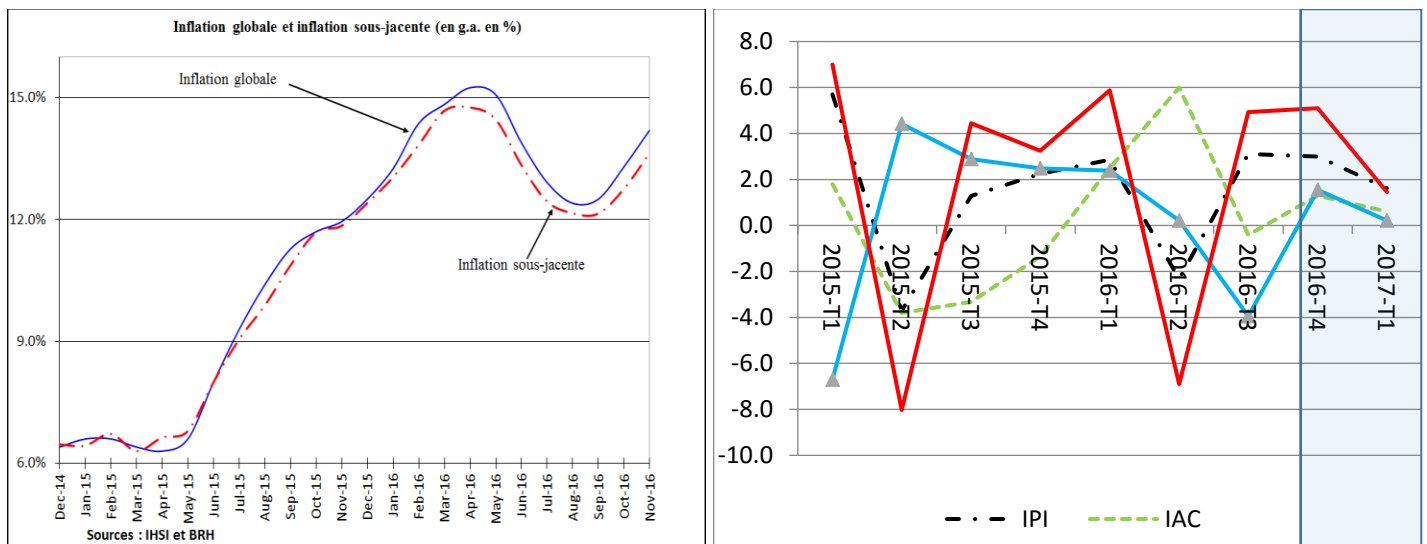 Inflation globale et inflation sous-jacente (en g.a. en %)
Inflation globale
15.0%
12.0%
Inflation sous-jacente
9.0%
6.0%
Dec-14
Jan-15
Feb-15
Mar-15
Apr-15
May-15
Jun-15
Jul-15
Aug-15
Sep-15
Oct-15
Nov-15
Dec-15
Jan-16
Feb-16
Mar-16
Apr-16
May-16
Jun-16
Jul-16
Aug-16
Sep-16
Oct-16
Nov-16
Sources : IHSI et BRH
8.0
6.0
4.0
2.0
0.0
-2.0
-4.0
-6.0
-8.0
-10.0
2015-T1
2015-T2
2015-T3
2015-T4
2016-T1
2016-T2
2016-T3
2016-T4
2017-T1
IPI
IAC